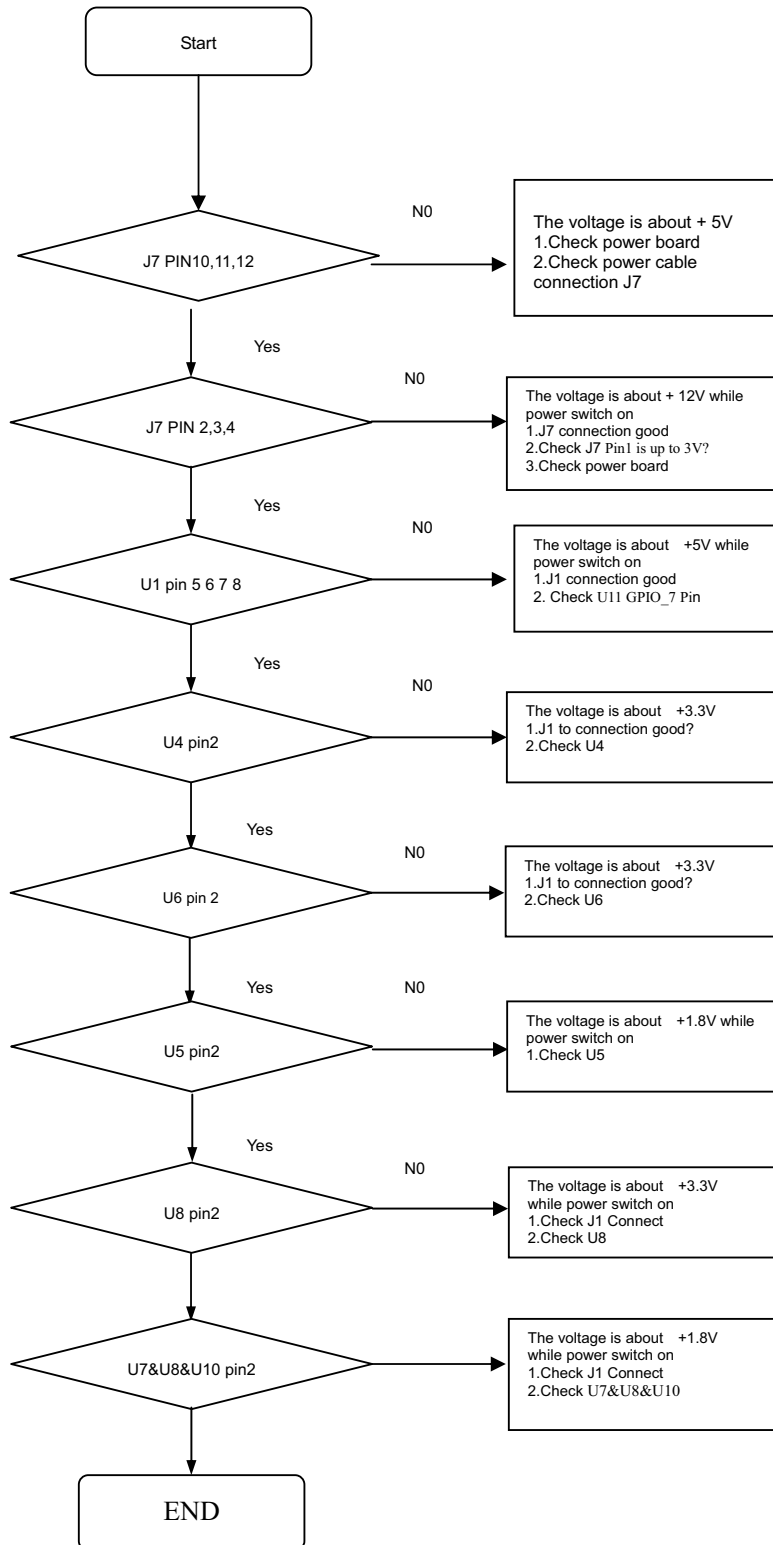 Start
N0
J7 PIN10,11,12
The voltage is about + 5V
1.Check power board
2.Check power cable
connection J7
Yes
N0
J7 PIN 2,3,4
The voltage is about + 12V while
power switch on
1.J7 connection good
2.Check J7 Pin1 is up to 3V?
3.Check power board
Yes
N0
U1 pin 5 6 7 8
The voltage is about +5V while
power switch on
1.J1 connection good
2. Check U11 GPIO_7 Pin
Yes
N0
U4 pin2
The voltage is about +3.3V
1.J1 to connection good?
2.Check U4
Yes
N0
U6 pin 2
The voltage is about +3.3V
1.J1 to connection good?
2.Check U6
Yes
N0
U5 pin2
The voltage is about +1.8V while
power switch on
1.Check U5
Yes
N0
U8 pin2
The voltage is about +3.3V
while power switch on
1.Check J1 Connect
2.Check U8
U7&U8&U10 pin2
The voltage is about +1.8V
while power switch on
1.Check J1 Connect
2.Check U7&U8&U10
END